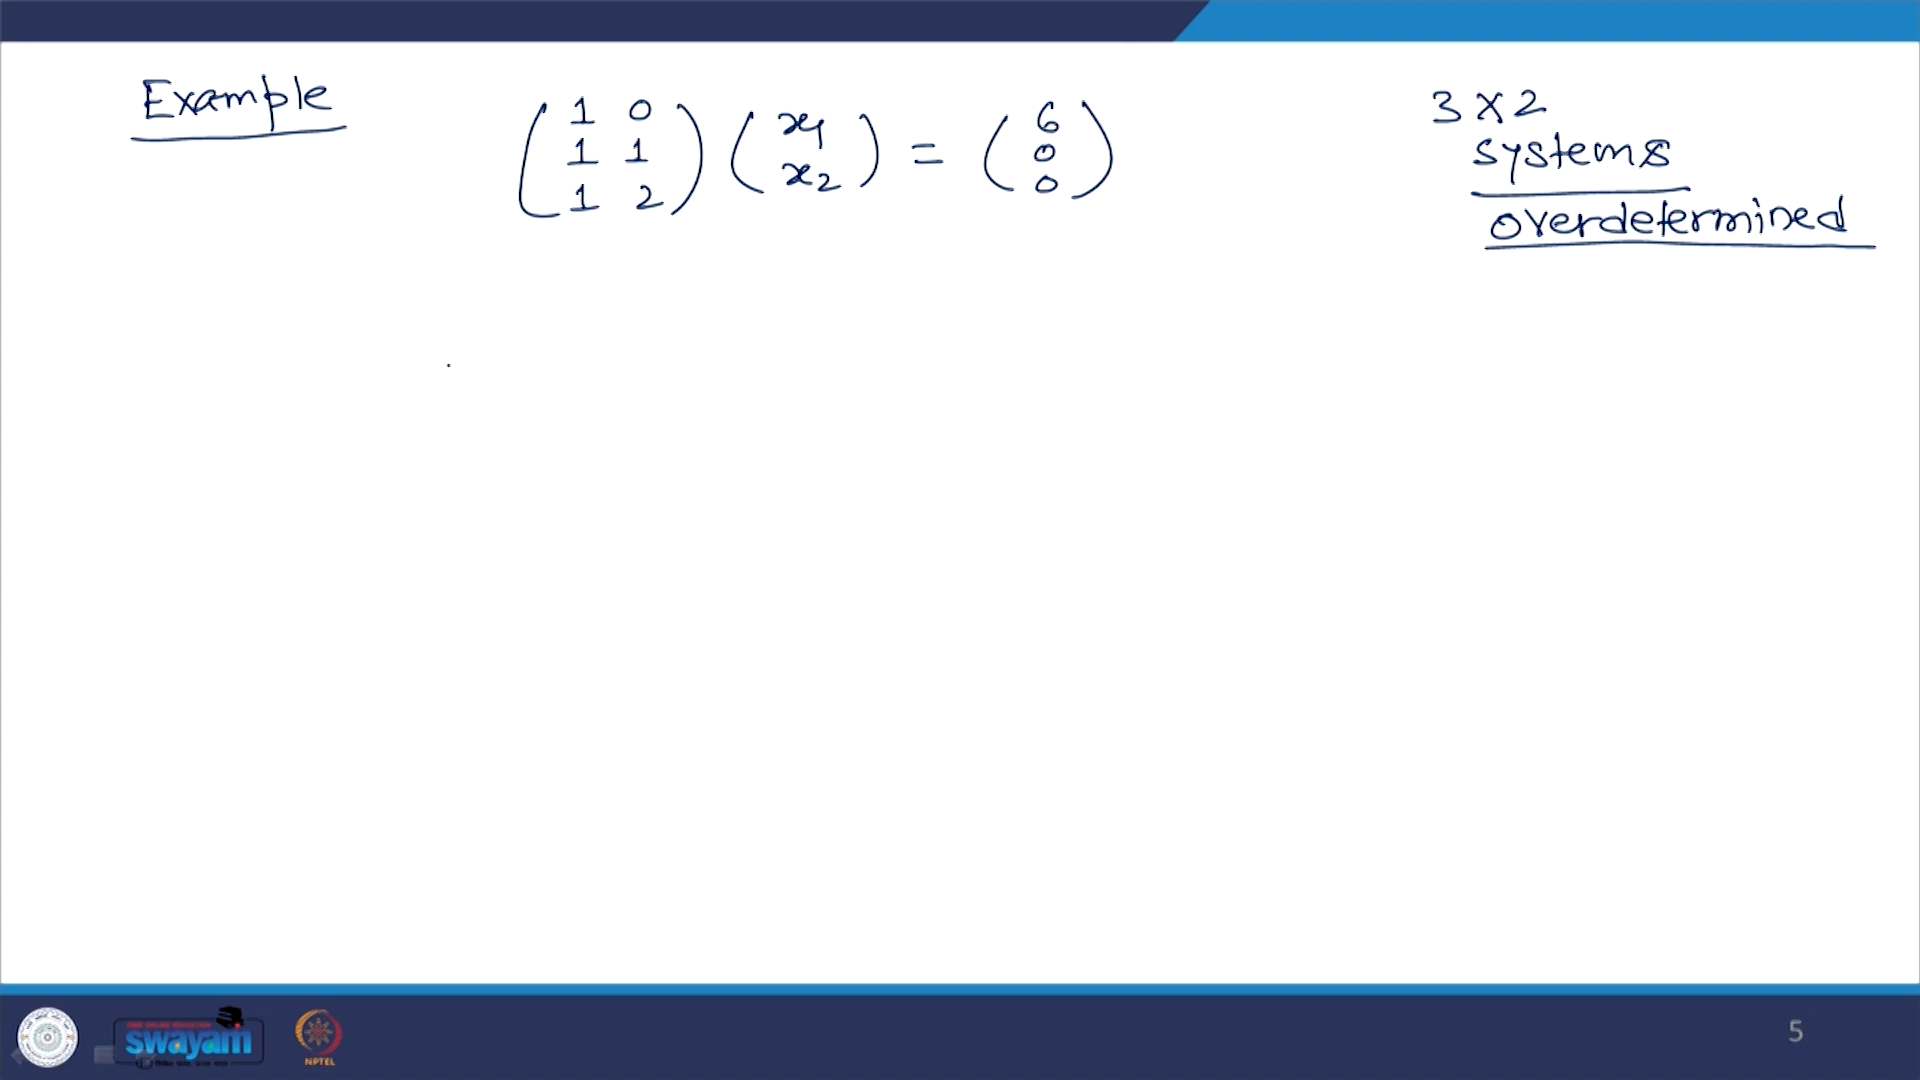 Example
( 1 0 ) ( x1 ) = ( 6 )
( 1 1 ) ( x2 ) ( 0 )
( 1 2 ) ( 0 )
3 x 2
systems
overdetermined
swayam
NPTEL
5